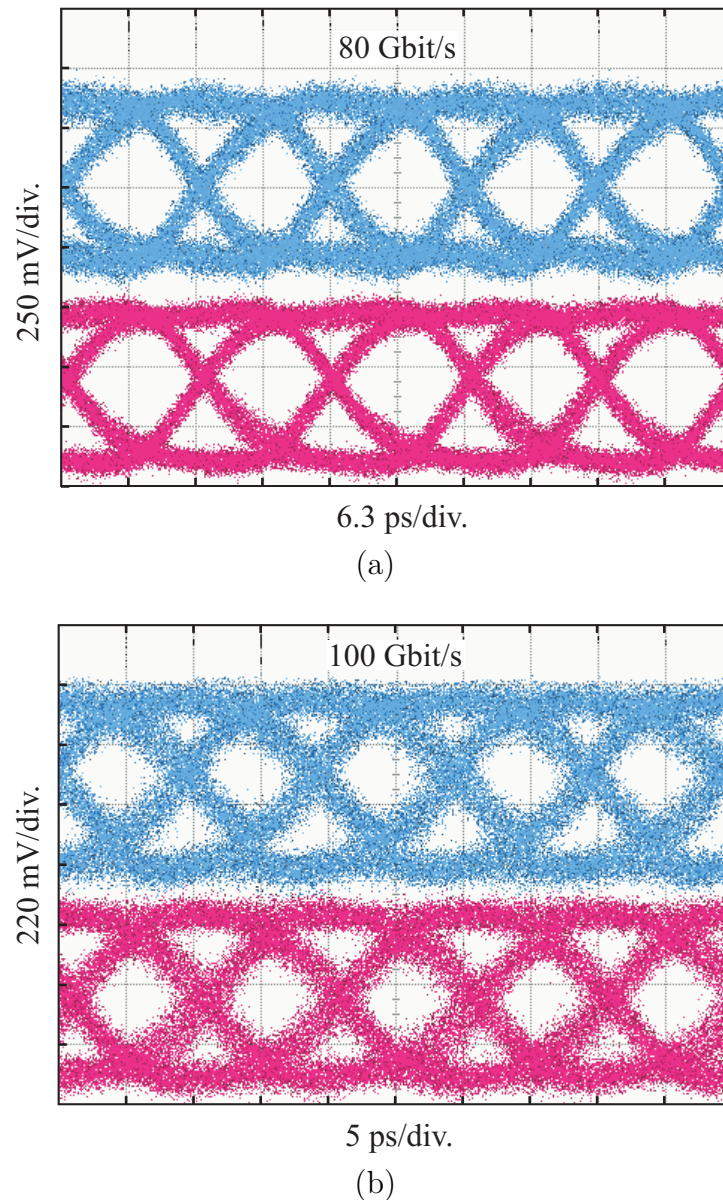 80 Gbit/s
250 mV/div.
6.3 ps/div.
(a)
100 Gbit/s
220 mV/div.
5 ps/div.
(b)